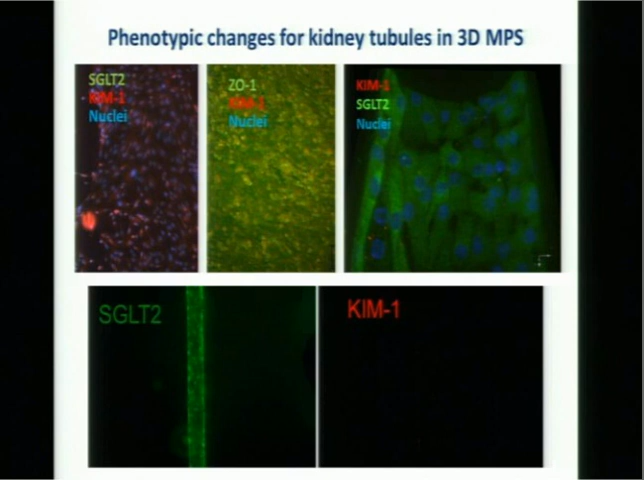 Phenotypic changes for kidney tubules in 3D MPS
SGLT2
KIM-1
Nuclei
ZO-1
KIM-1
Nuclei
KIM-1
SGLT2
Nuclei
SGLT2
KIM-1